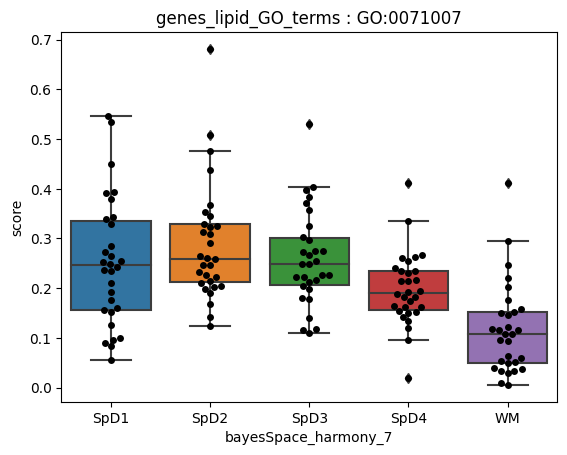 genes_lipid_GO_terms : GO:0071007
0.7
0.6
0.5
0.4
0.3
0.2
0.1
0.0
score
SpD1 SpD2 SpD3 SpD4 WM
bayesSpace_harmony_7